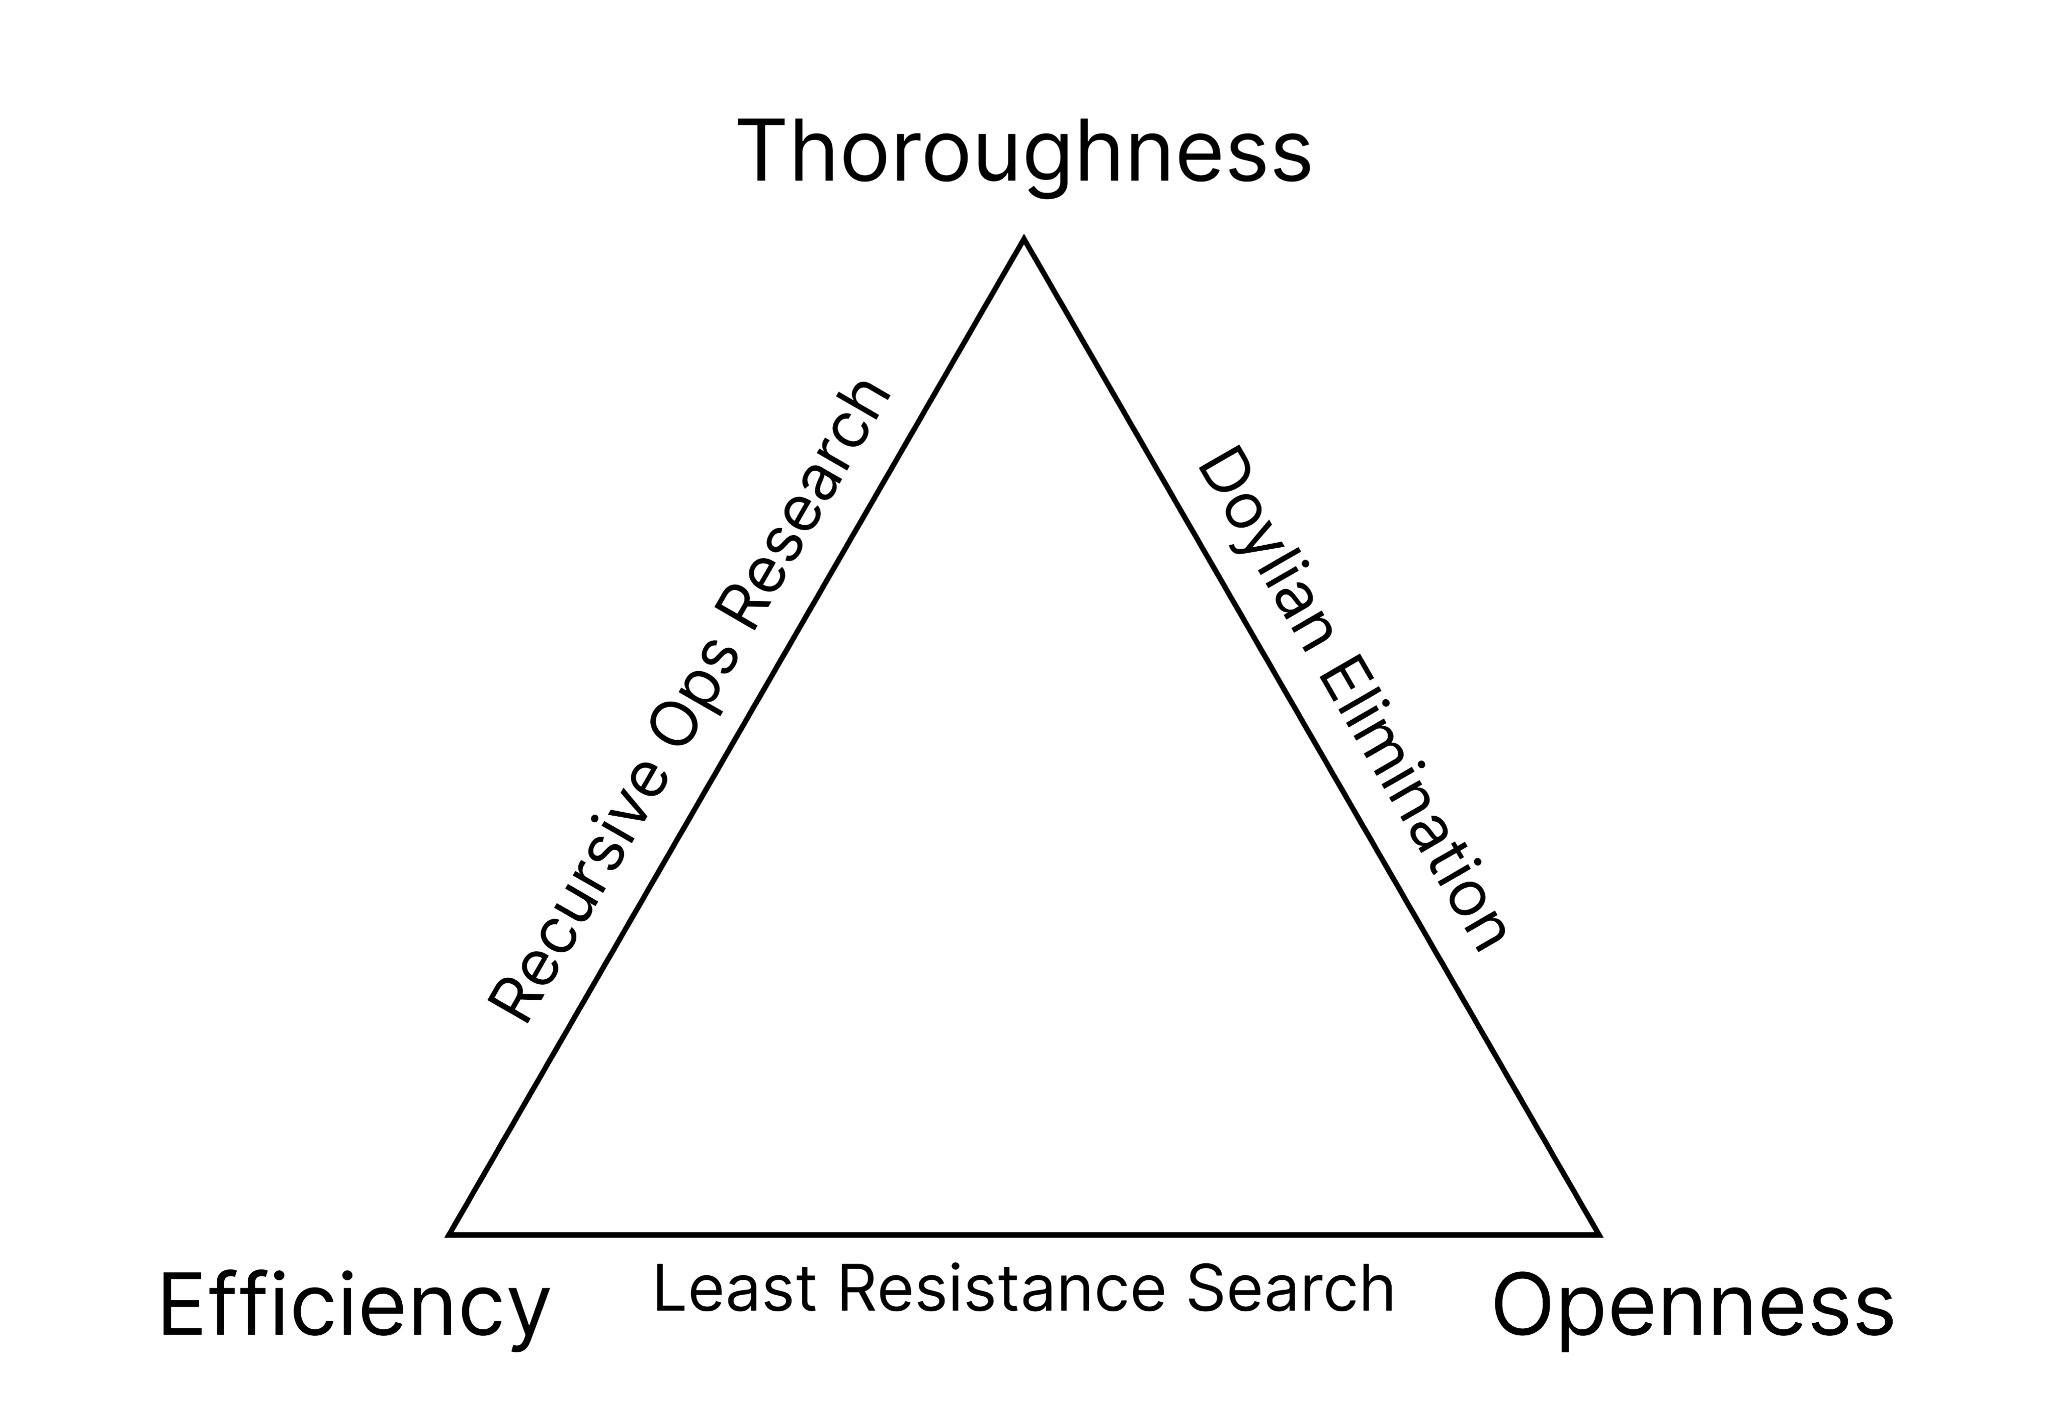 Thoroughness
Recursive Ops Research
Doylian Elimination
Efficiency
Least Resistance Search
Openness